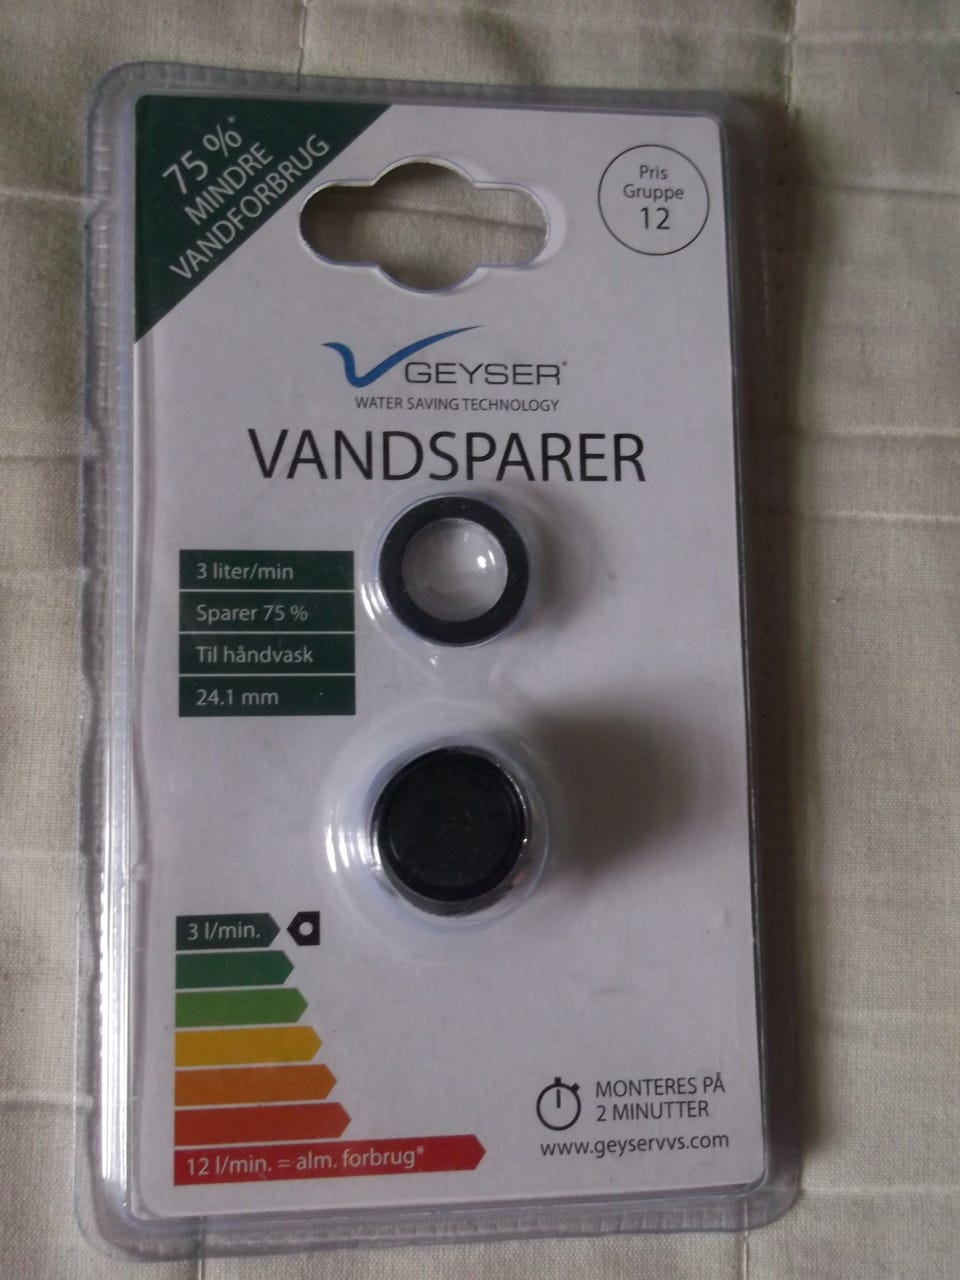 75 %*
MINDRE
VANDFORBRUG
Pris
Gruppe
12
GEYSER®
WATER SAVING TECHNOLOGY
VANDSPARER
3 liter/min
Sparer 75 %
Til håndvask
24.1 mm
3 l/min.
12 l/min. = alm. forbrug*
MONTERES PÅ
2 MINUTTER
www.geyservvs.com